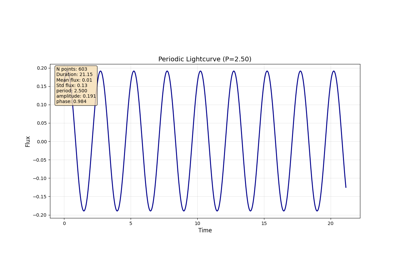 Periodic Lightcurve (P=2.50)
N points: 603
Duration: 21.15
Mean flux: 0.01
Std flux: 0.13
period: 2.500
amplitude: 0.191
phase: 0.984
Flux
0.20
0.15
0.10
0.05
0.00
−0.05
−0.10
−0.15
−0.20
0 5 10 15 20
Time